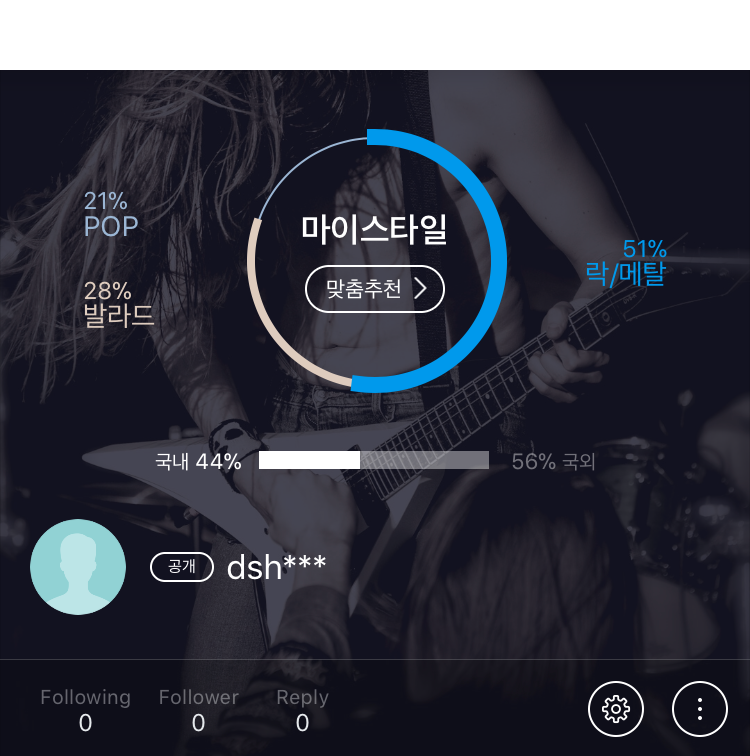 21%
POP
28%
발라드
마이스타일
맞춤추천
51%
락/메탈
국내 44%
56% 국외
공개
dsh***
Following
0
Follower
0
Reply
0